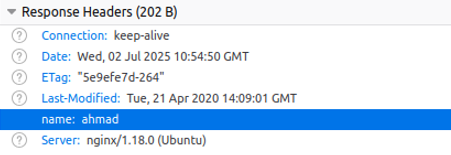 Response Headers (202 B)
Connection: keep-alive
Date: Wed, 02 Jul 2025 10:54:50 GMT
ETag: "5e9efe7d-264"
Last-Modified: Tue, 21 Apr 2020 14:09:01 GMT
name: ahmad
Server: nginx/1.18.0 (Ubuntu)